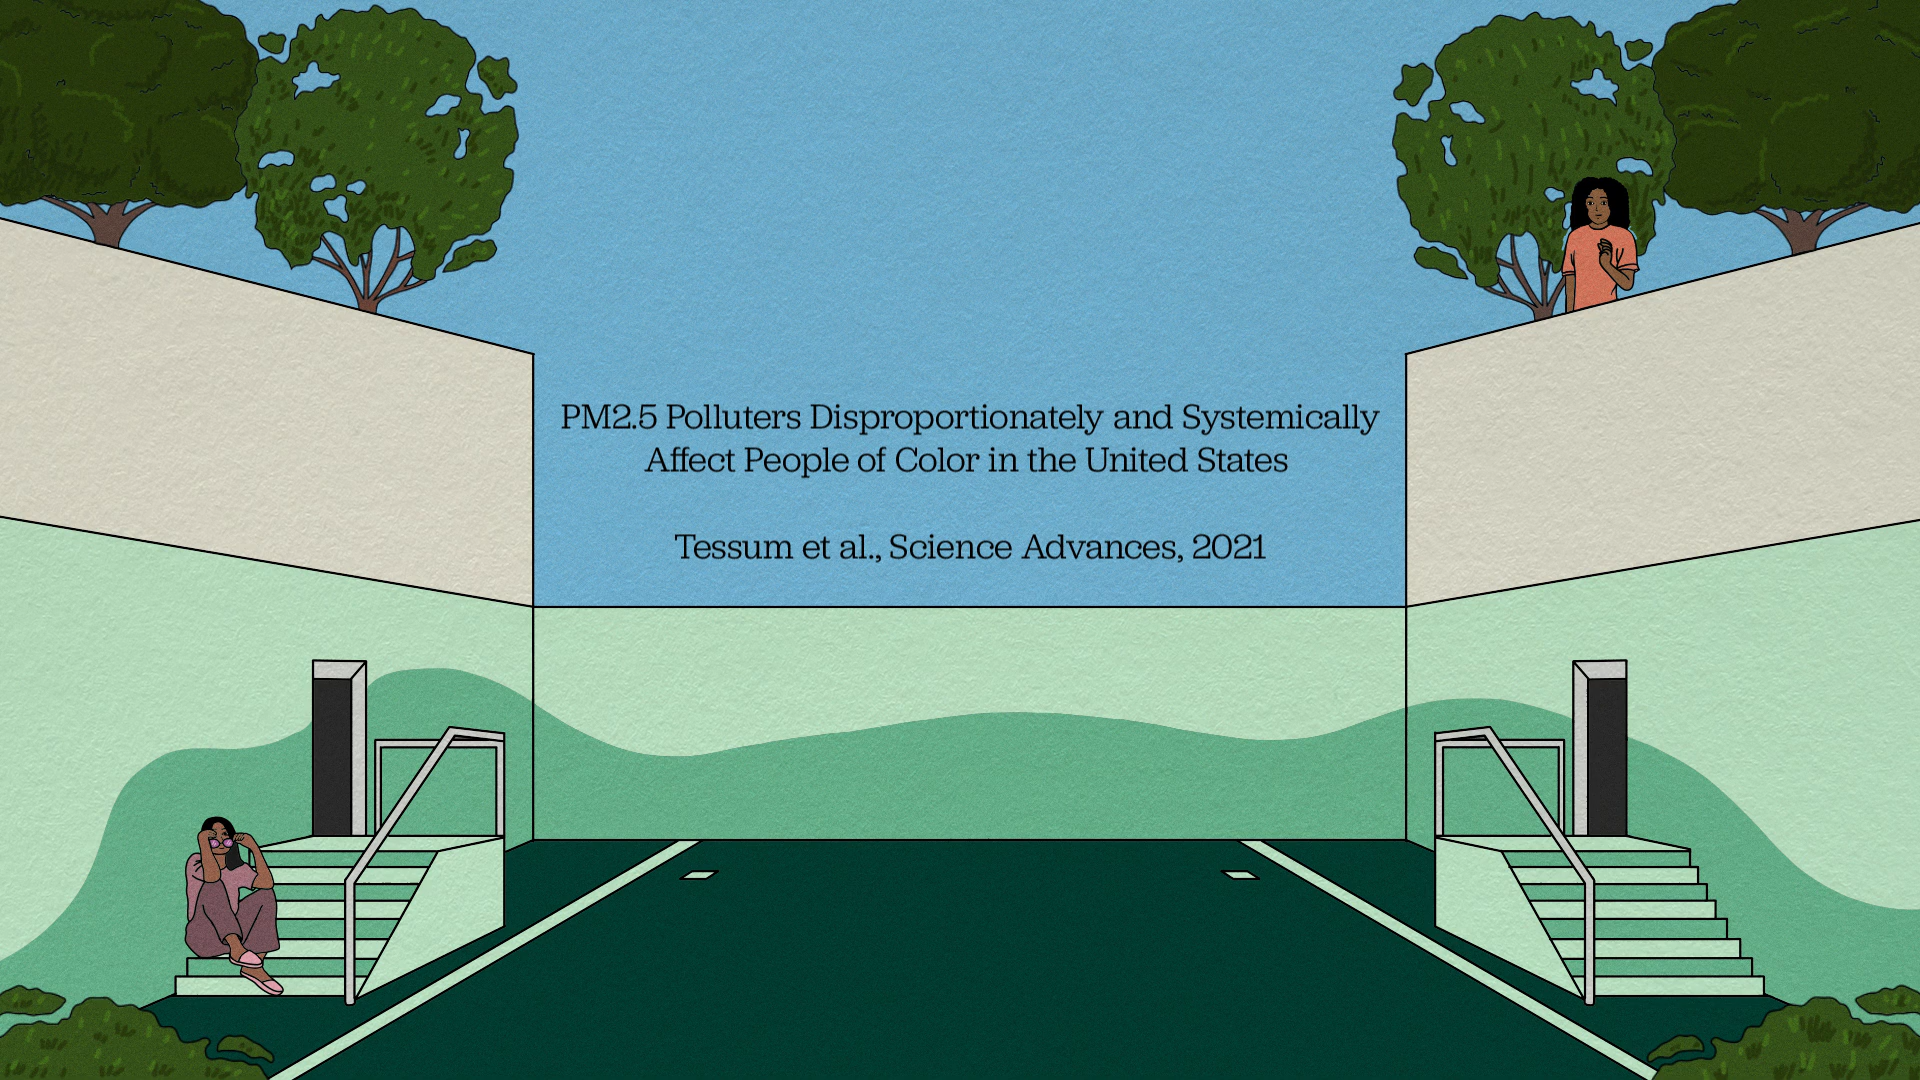 PM2.5 Polluters Disproportionately and Systemically
Affect People of Color in the United States
Tessum et al., Science Advances, 2021